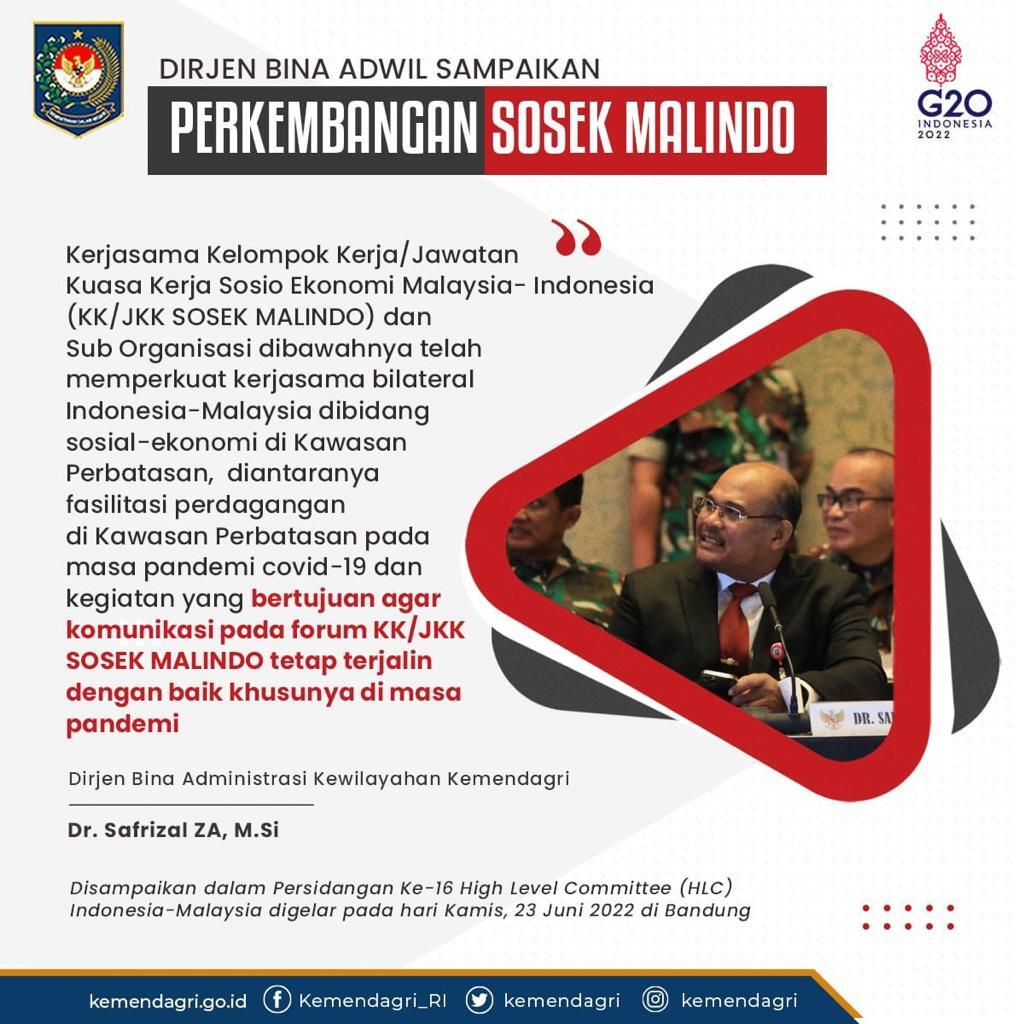 DIRJEN BINA ADWIL SAMPAIKAN
PERKEMBANGAN SOSEK MALINDO
G20
INDONESIA
2022
Kerjasama Kelompok Kerja/Jawatan
Kuasa Kerja Sosio Ekonomi Malaysia- Indonesia
(KK/JKK SOSEK MALINDO) dan
Sub Organisasi dibawahnya telah
memperkuat kerjasama bilateral
Indonesia-Malaysia dibidang
sosial-ekonomi di Kawasan
Perbatasan, diantaranya
fasilitasi perdagangan
di Kawasan Perbatasan pada
masa pandemi covid-19 dan
kegiatan yang bertujuan agar
komunikasi pada forum KK/JKK
SOSEK MALINDO tetap terjalin
dengan baik khusunya di masa
pandemi
DR. SA
Dirjen Bina Administrasi Kewilayahan Kemendagri
Dr. Safrizal ZA, M.Si
Disampaikan dalam Persidangan Ke-16 High Level Committee (HLC)
Indonesia-Malaysia digelar pada hari Kamis, 23 Juni 2022 di Bandung
kemendagri.go.id Kemendagri_RI kemendagri kemendagri